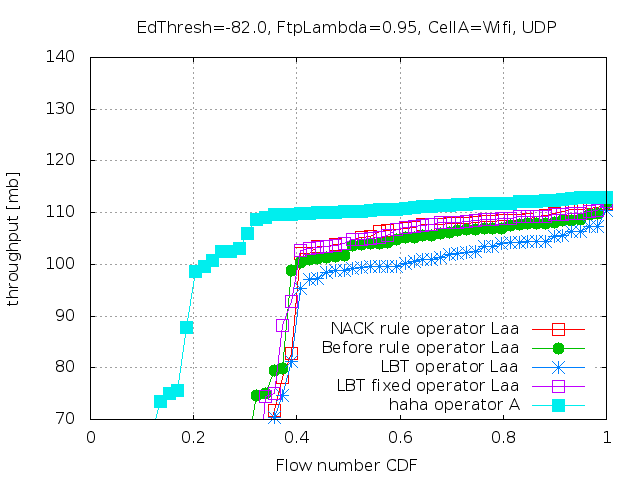 EdThresh=-82.0, FtpLambda=0.95, CellA=Wifi, UDP
140
130
120
110
100
90
80
70
throughput [mb]
NACK rule operator Laa
Before rule operator Laa
LBT operator Laa
LBT fixed operator Laa
haha operator A
0
0.2
0.4
0.6
0.8
1
Flow number CDF